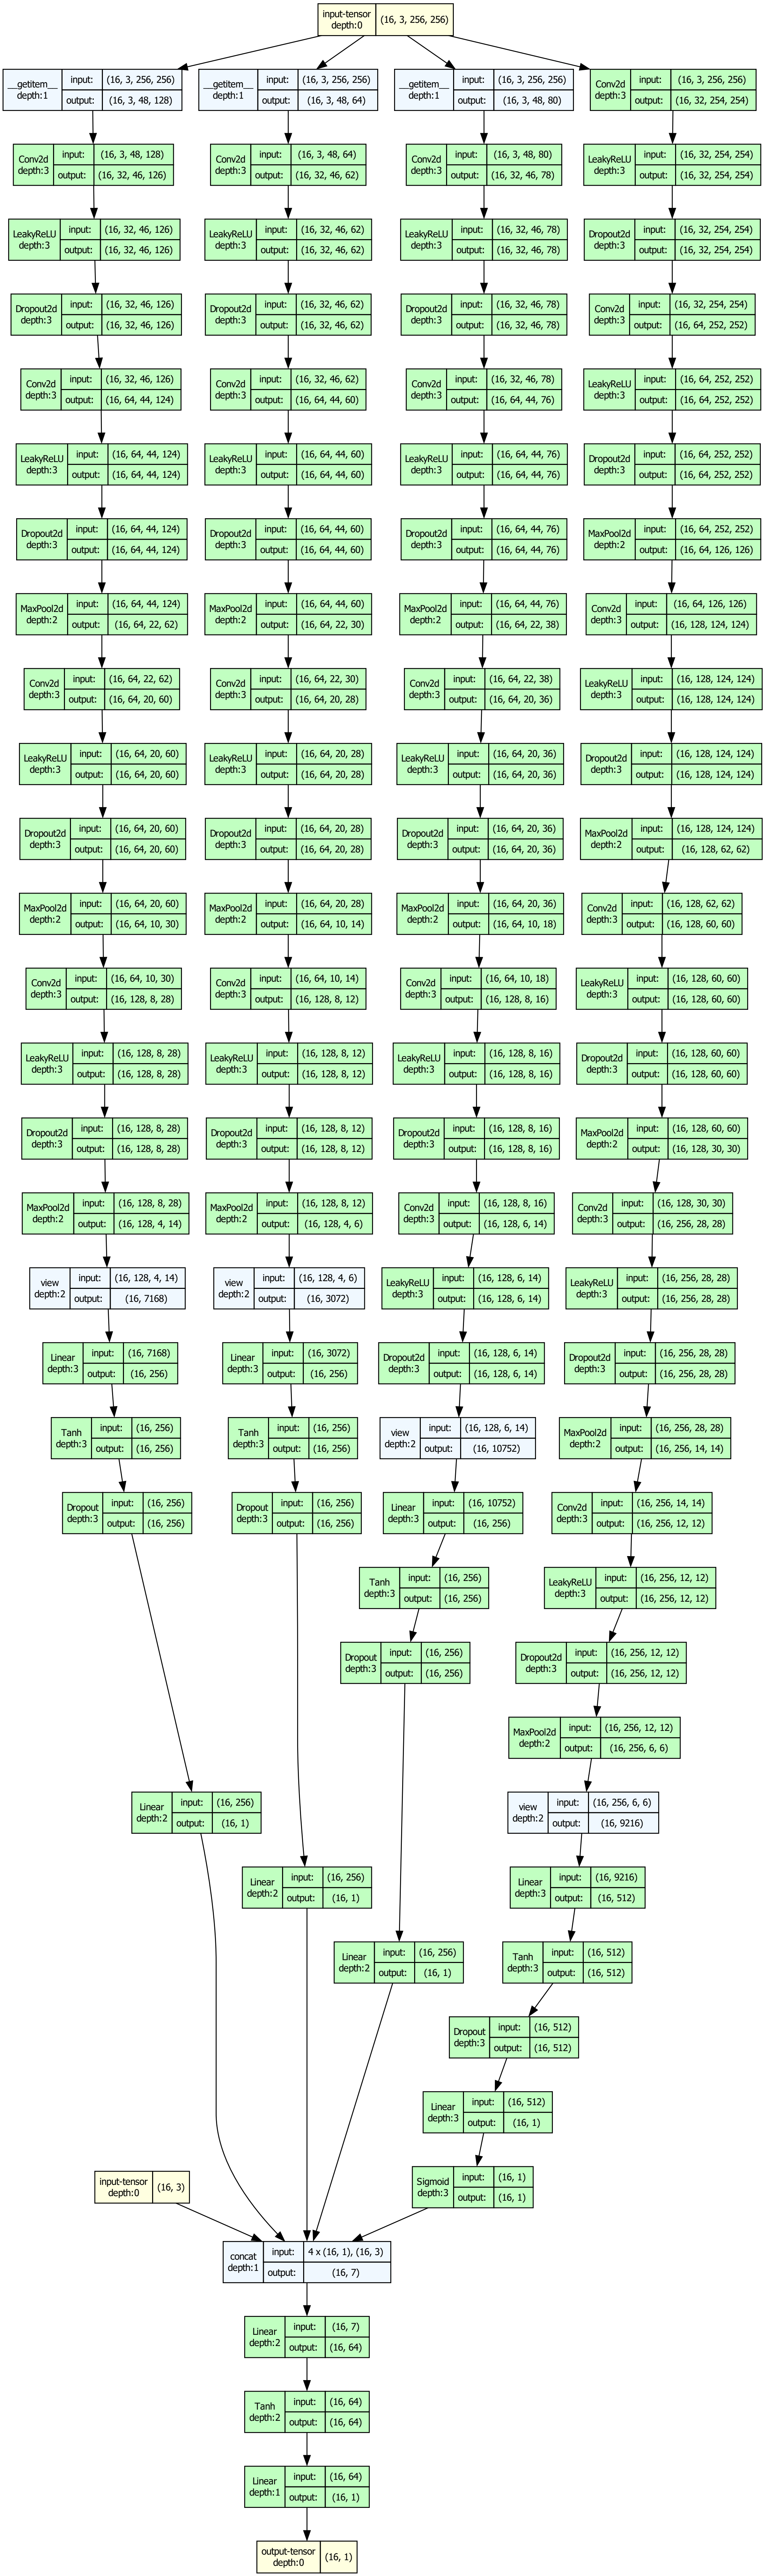 input-tensor (16, 3, 256, 256)
depth:0
__getitem__ input: (16, 3, 256, 256)
depth:1 output: (16, 3, 48, 128)
Conv2d input: (16, 3, 48, 128)
depth:3 output: (16, 32, 46, 126)
LeakyReLU input: (16, 32, 46, 126)
depth:3 output: (16, 32, 46, 126)
Dropout2d input: (16, 32, 46, 126)
depth:3 output: (16, 32, 46, 126)
Conv2d input: (16, 32, 46, 126)
depth:3 output: (16, 64, 44, 124)
LeakyReLU input: (16, 64, 44, 124)
depth:3 output: (16, 64, 44, 124)
Dropout2d input: (16, 64, 44, 124)
depth:3 output: (16, 64, 44, 124)
MaxPool2d input: (16, 64, 44, 124)
depth:2 output: (16, 64, 22, 62)
Conv2d input: (16, 64, 22, 62)
depth:3 output: (16, 64, 20, 60)
LeakyReLU input: (16, 64, 20, 60)
depth:3 output: (16, 64, 20, 60)
Dropout2d input: (16, 64, 20, 60)
depth:3 output: (16, 64, 20, 60)
MaxPool2d input: (16, 64, 20, 60)
depth:2 output: (16, 64, 10, 30)
Conv2d input: (16, 64, 10, 30)
depth:3 output: (16, 128, 8, 28)
LeakyReLU input: (16, 128, 8, 28)
depth:3 output: (16, 128, 8, 28)
Dropout2d input: (16, 128, 8, 28)
depth:3 output: (16, 128, 8, 28)
MaxPool2d input: (16, 128, 8, 28)
depth:2 output: (16, 128, 4, 14)
view input: (16, 128, 4, 14)
depth:2 output: (16, 7168)
Linear input: (16, 7168)
depth:3 output: (16, 256)
Tanh input: (16, 256)
depth:3 output: (16, 256)
Dropout input: (16, 256)
depth:3 output: (16, 256)
Linear input: (16, 256)
depth:2 output: (16, 1)
__getitem__ input: (16, 3, 256, 256)
depth:1 output: (16, 3, 48, 64)
Conv2d input: (16, 3, 48, 64)
depth:3 output: (16, 32, 46, 62)
LeakyReLU input: (16, 32, 46, 62)
depth:3 output: (16, 32, 46, 62)
Dropout2d input: (16, 32, 46, 62)
depth:3 output: (16, 32, 46, 62)
Conv2d input: (16, 32, 46, 62)
depth:3 output: (16, 64, 44, 60)
LeakyReLU input: (16, 64, 44, 60)
depth:3 output: (16, 64, 44, 60)
Dropout2d input: (16, 64, 44, 60)
depth:3 output: (16, 64, 44, 60)
MaxPool2d input: (16, 64, 44, 60)
depth:2 output: (16, 64, 22, 30)
Conv2d input: (16, 64, 22, 30)
depth:3 output: (16, 64, 20, 28)
LeakyReLU input: (16, 64, 20, 28)
depth:3 output: (16, 64, 20, 28)
Dropout2d input: (16, 64, 20, 28)
depth:3 output: (16, 64, 20, 28)
MaxPool2d input: (16, 64, 20, 28)
depth:2 output: (16, 64, 10, 14)
Conv2d input: (16, 64, 10, 14)
depth:3 output: (16, 128, 8, 12)
LeakyReLU input: (16, 128, 8, 12)
depth:3 output: (16, 128, 8, 12)
Dropout2d input: (16, 128, 8, 12)
depth:3 output: (16, 128, 8, 12)
MaxPool2d input: (16, 128, 8, 12)
depth:2 output: (16, 128, 4, 6)
view input: (16, 128, 4, 6)
depth:2 output: (16, 3072)
Linear input: (16, 3072)
depth:3 output: (16, 256)
Tanh input: (16, 256)
depth:3 output: (16, 256)
Dropout input: (16, 256)
depth:3 output: (16, 256)
Linear input: (16, 256)
depth:2 output: (16, 1)
__getitem__ input: (16, 3, 256, 256)
depth:1 output: (16, 3, 48, 80)
Conv2d input: (16, 3, 48, 80)
depth:3 output: (16, 32, 46, 78)
LeakyReLU input: (16, 32, 46, 78)
depth:3 output: (16, 32, 46, 78)
Dropout2d input: (16, 32, 46, 78)
depth:3 output: (16, 32, 46, 78)
Conv2d input: (16, 32, 46, 78)
depth:3 output: (16, 64, 44, 76)
LeakyReLU input: (16, 64, 44, 76)
depth:3 output: (16, 64, 44, 76)
Dropout2d input: (16, 64, 44, 76)
depth:3 output: (16, 64, 44, 76)
MaxPool2d input: (16, 64, 44, 76)
depth:2 output: (16, 64, 22, 38)
Conv2d input: (16, 64, 22, 38)
depth:3 output: (16, 64, 20, 36)
LeakyReLU input: (16, 64, 20, 36)
depth:3 output: (16, 64, 20, 36)
Dropout2d input: (16, 64, 20, 36)
depth:3 output: (16, 64, 20, 36)
MaxPool2d input: (16, 64, 20, 36)
depth:2 output: (16, 64, 10, 18)
Conv2d input: (16, 64, 10, 18)
depth:3 output: (16, 128, 8, 16)
LeakyReLU input: (16, 128, 8, 16)
depth:3 output: (16, 128, 8, 16)
Dropout2d input: (16, 128, 8, 16)
depth:3 output: (16, 128, 8, 16)
Conv2d input: (16, 128, 8, 16)
depth:3 output: (16, 128, 6, 14)
LeakyReLU input: (16, 128, 6, 14)
depth:3 output: (16, 128, 6, 14)
Dropout2d input: (16, 128, 6, 14)
depth:3 output: (16, 128, 6, 14)
view input: (16, 128, 6, 14)
depth:2 output: (16, 10752)
Linear input: (16, 10752)
depth:3 output: (16, 256)
Tanh input: (16, 256)
depth:3 output: (16, 256)
Dropout input: (16, 256)
depth:3 output: (16, 256)
Linear input: (16, 256)
depth:2 output: (16, 1)
Conv2d input: (16, 3, 256, 256)
depth:3 output: (16, 32, 254, 254)
LeakyReLU input: (16, 32, 254, 254)
depth:3 output: (16, 32, 254, 254)
Dropout2d input: (16, 32, 254, 254)
depth:3 output: (16, 32, 254, 254)
Conv2d input: (16, 32, 254, 254)
depth:3 output: (16, 64, 252, 252)
LeakyReLU input: (16, 64, 252, 252)
depth:3 output: (16, 64, 252, 252)
Dropout2d input: (16, 64, 252, 252)
depth:3 output: (16, 64, 252, 252)
MaxPool2d input: (16, 64, 252, 252)
depth:2 output: (16, 64, 126, 126)
Conv2d input: (16, 64, 126, 126)
depth:3 output: (16, 128, 124, 124)
LeakyReLU input: (16, 128, 124, 124)
depth:3 output: (16, 128, 124, 124)
Dropout2d input: (16, 128, 124, 124)
depth:3 output: (16, 128, 124, 124)
MaxPool2d input: (16, 128, 124, 124)
depth:2 output: (16, 128, 62, 62)
Conv2d input: (16, 128, 62, 62)
depth:3 output: (16, 128, 60, 60)
LeakyReLU input: (16, 128, 60, 60)
depth:3 output: (16, 128, 60, 60)
Dropout2d input: (16, 128, 60, 60)
depth:3 output: (16, 128, 60, 60)
MaxPool2d input: (16, 128, 60, 60)
depth:2 output: (16, 128, 30, 30)
Conv2d input: (16, 128, 30, 30)
depth:3 output: (16, 256, 28, 28)
LeakyReLU input: (16, 256, 28, 28)
depth:3 output: (16, 256, 28, 28)
Dropout2d input: (16, 256, 28, 28)
depth:3 output: (16, 256, 28, 28)
MaxPool2d input: (16, 256, 28, 28)
depth:2 output: (16, 256, 14, 14)
Conv2d input: (16, 256, 14, 14)
depth:3 output: (16, 256, 12, 12)
LeakyReLU input: (16, 256, 12, 12)
depth:3 output: (16, 256, 12, 12)
Dropout2d input: (16, 256, 12, 12)
depth:3 output: (16, 256, 12, 12)
MaxPool2d input: (16, 256, 12, 12)
depth:2 output: (16, 256, 6, 6)
view input: (16, 256, 6, 6)
depth:2 output: (16, 9216)
Linear input: (16, 9216)
depth:3 output: (16, 512)
Tanh input: (16, 512)
depth:3 output: (16, 512)
Dropout input: (16, 512)
depth:3 output: (16, 512)
Linear input: (16, 512)
depth:3 output: (16, 1)
Sigmoid input: (16, 1)
depth:3 output: (16, 1)
input-tensor (16, 3)
depth:0
concat input: 4 x (16, 1), (16, 3)
depth:1 output: (16, 7)
Linear input: (16, 7)
depth:2 output: (16, 64)
Tanh input: (16, 64)
depth:2 output: (16, 64)
Linear input: (16, 64)
depth:1 output: (16, 1)
output-tensor (16, 1)
depth:0